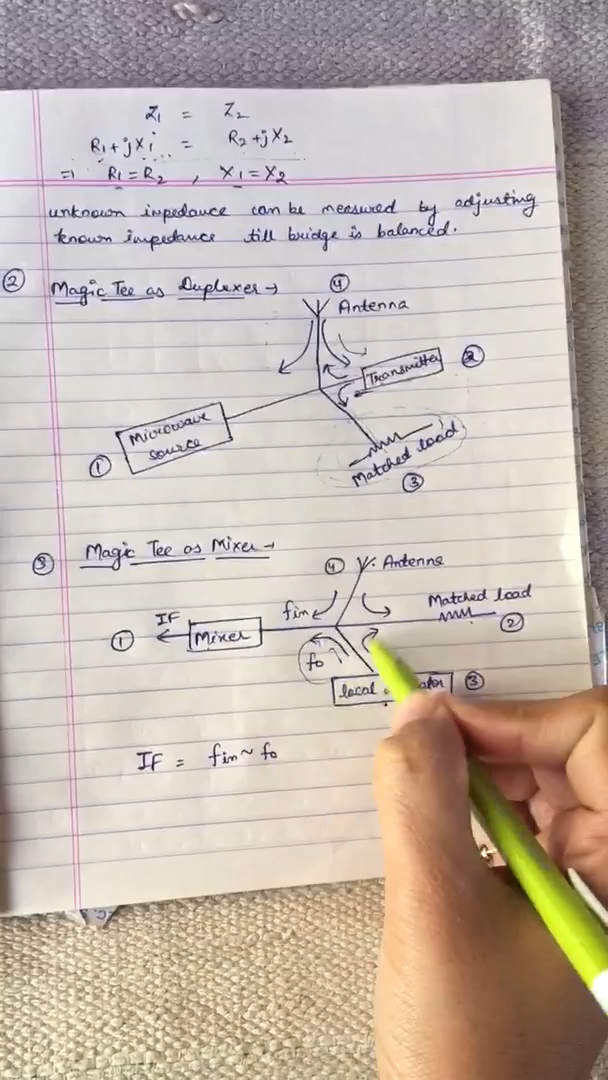 Z1 = Z2
R1 + jX1 = R2 + jX2
=) R1 = R2 , X1 = X2
unknown impedance can be measured by adjusting
known impedance till bridge is balanced.
② Magic Tee as Duplexer→
④
Antenna
Transmitter ②
Microwave
source
①
Matched load
③
③ Magic Tee as Mixer→
④ Antenna
Matched load
②
fin
IF
① Mixer
fo
local ③
IF = fin ~ fo